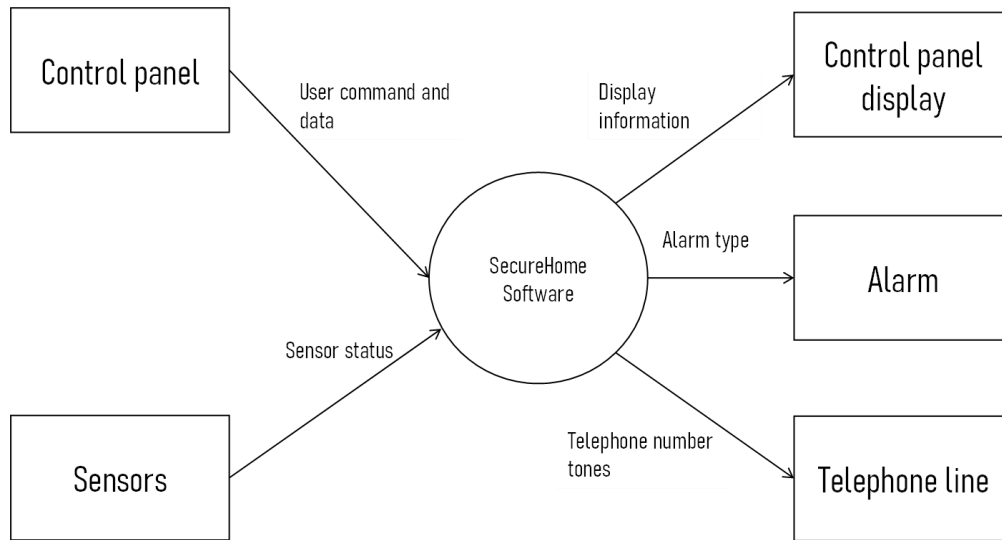 Control panel
User command and
data
Display
information
Control panel
display
SecureHome
Software
Alarm type
Alarm
Sensor status
Sensors
Telephone number
tones
Telephone line